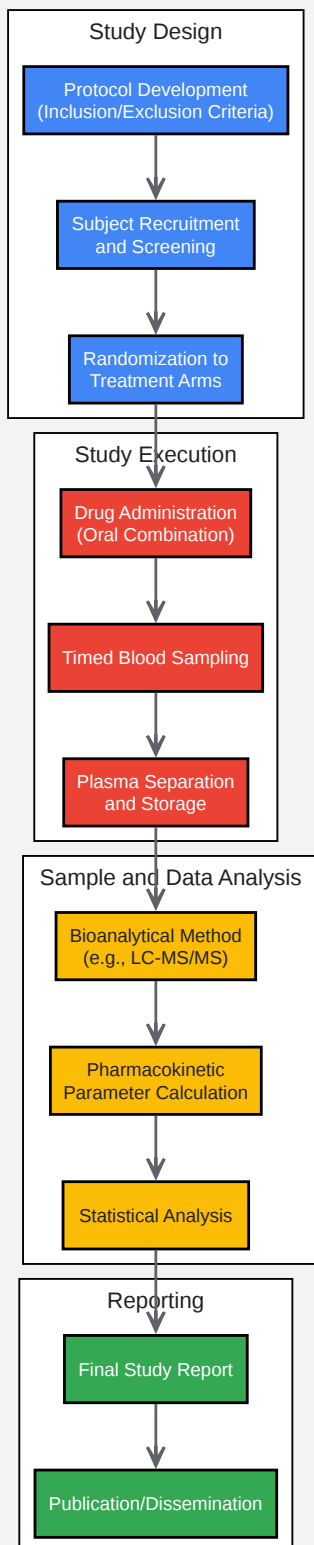 Study Design
Protocol Development
(Inclusion/Exclusion Criteria)
Subject Recruitment
and Screening
Randomization to
Treatment Arms
Study Execution
Drug Administration
(Oral Combination)
Timed Blood Sampling
Plasma Separation
and Storage
Sample and Data Analysis
Bioanalytical Method
(e.g., LC-MS/MS)
Pharmacokinetic
Parameter Calculation
Statistical Analysis
Reporting
Final Study Report
Publication/Dissemination